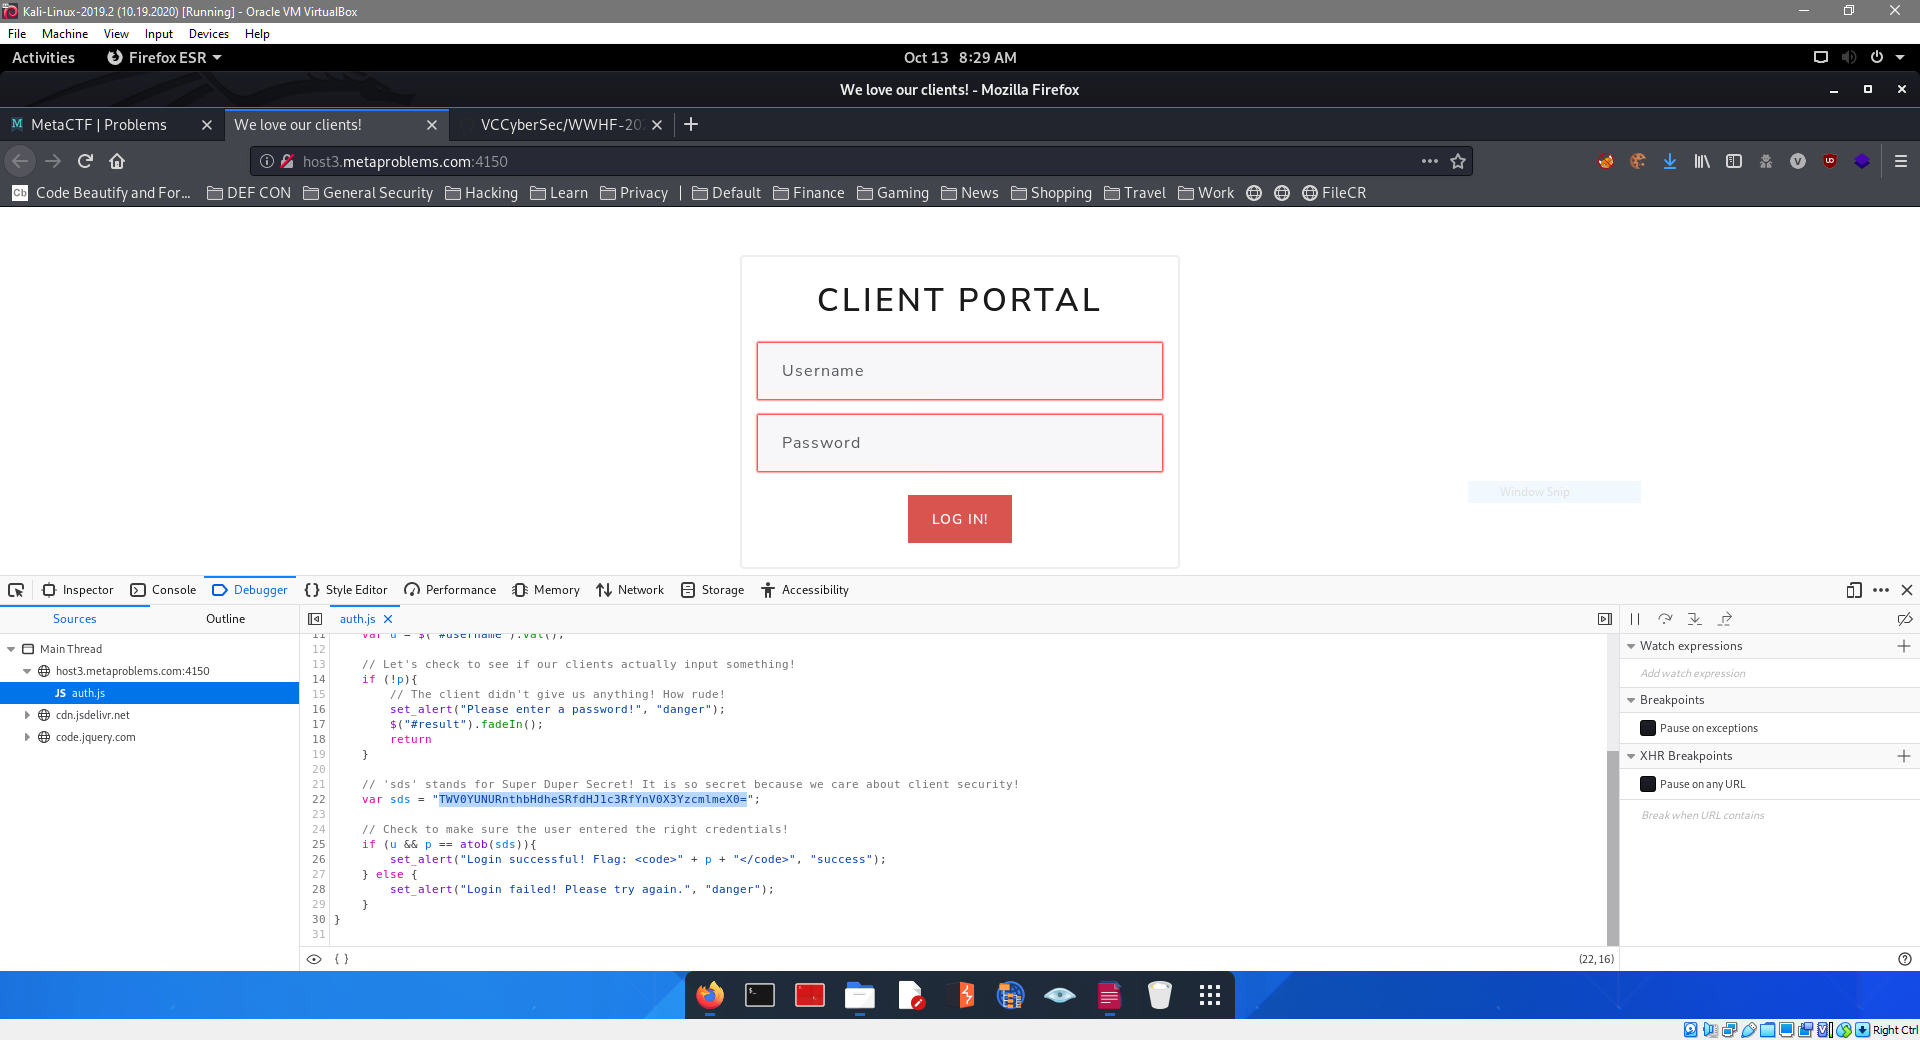 Kali-Linux-2019.2 (10.19.2020) [Running] - Oracle VM VirtualBox
File Machine View Input Devices Help
Activities Firefox ESR Oct 13 8:29 AM
We love our clients! - Mozilla Firefox
MetaCTF | Problems We love our clients! VCCyberSec/WWHF-20
host3.metaproblems.com:4150
Cb Code Beautify and For... DEF CON General Security Hacking Learn Privacy | Default Finance Gaming News Shopping Travel Work FileCR
CLIENT PORTAL
Username
Password
Window Snip
LOG IN!
Inspector Console Debugger Style Editor Performance Memory Network Storage Accessibility
Sources Outline
Main Thread
host3.metaproblems.com:4150
JS auth.js
cdn.jsdelivr.net
code.jquery.com
auth.js
11 var u = $("#username").val();
12
13 // Let's check to see if our clients actually input something!
14 if (!p){
15 // The client didn't give us anything! How rude!
16 set_alert("Please enter a password!", "danger");
17 $("#result").fadeIn();
18 return
19 }
20
21 // 'sds' stands for Super Duper Secret! It is so secret because we care about client security!
22 var sds = "TWV0YUNURnthbHdheSRfdHJ1c3RfYnV0X3YzcmlmeX0=";
23
24 // Check to make sure the user entered the right credentials!
25 if (u && p == atob(sds)){
26 set_alert("Login successful! Flag: <code>" + p + "</code>", "success");
27 } else {
28 set_alert("Login failed! Please try again.", "danger");
29 }
30 }
31
{ } (22, 16)
Watch expressions
Add watch expression
Breakpoints
Pause on exceptions
XHR Breakpoints
Pause on any URL
Break when URL contains
Right Ctrl